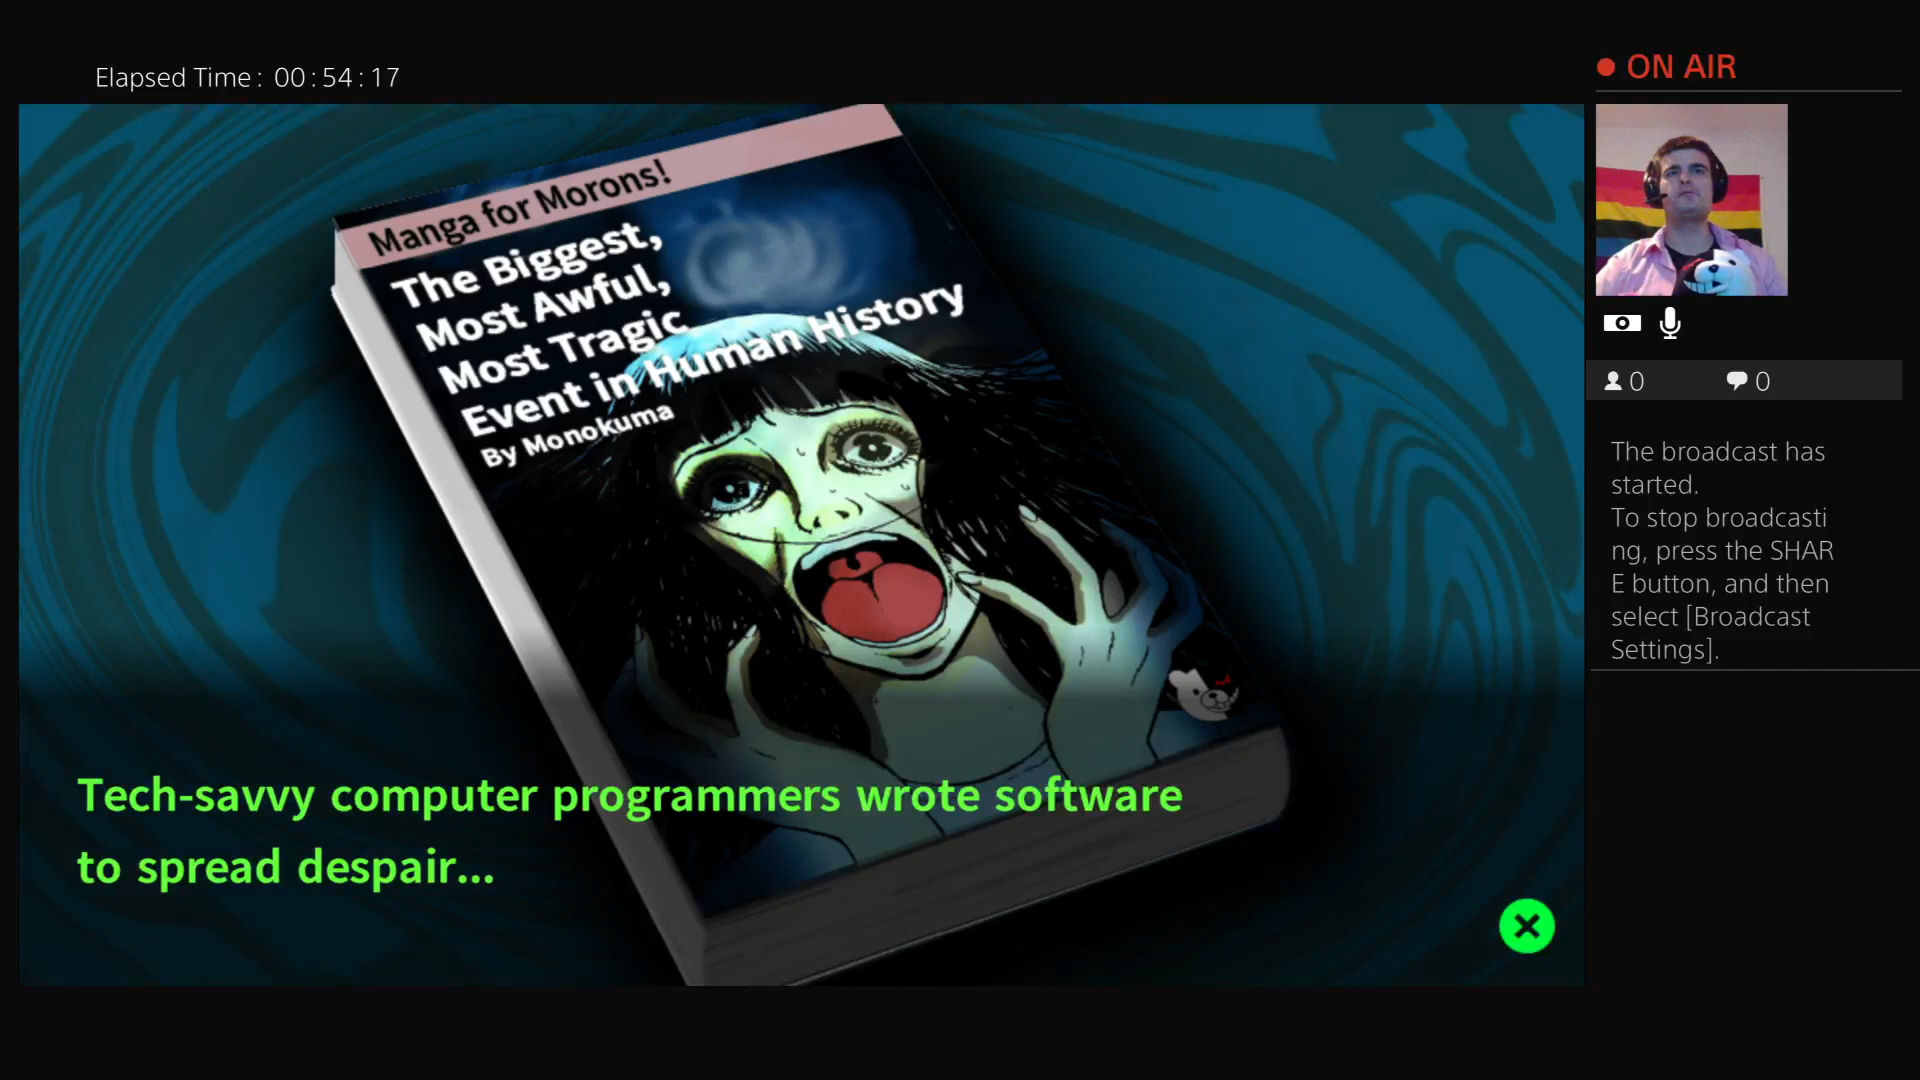 Elapsed Time: 00:54:17
ON AIR
Manga for Morons!
The Biggest,
Most Awful,
Most Tragic
Event in Human History
By Monokuma
Tech-savvy computer programmers wrote software
to spread despair...
0 0
The broadcast has
started.
To stop broadcasti
ng, press the SHAR
E button, and then
select [Broadcast
Settings].